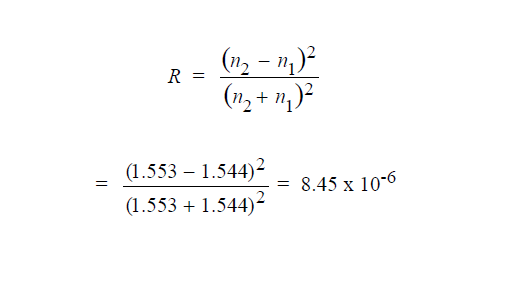 R = (n₂ − n₁)² / (n₂ + n₁)²
= (1.553 − 1.544)² / (1.553 + 1.544)² = 8.45 x 10⁻⁶